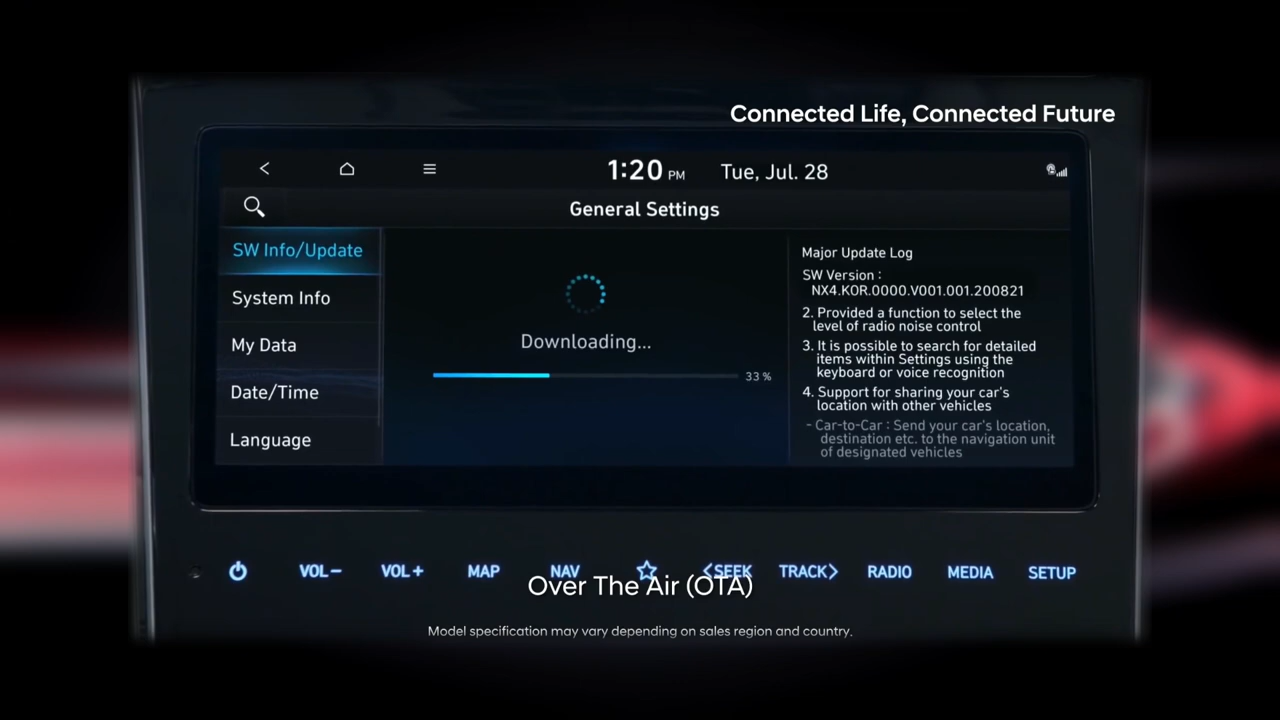 Connected Life, Connected Future
1:20 PM Tue, Jul. 28
General Settings
SW Info/Update
System Info
My Data
Date/Time
Language
Downloading...
33 %
Major Update Log
SW Version :
NX4.KOR.0000.V001.001.200821
2. Provided a function to select the
level of radio noise control
3. It is possible to search for detailed
items within Settings using the
keyboard or voice recognition
4. Support for sharing your car's
location with other vehicles
- Car-to-Car : Send your car's location,
destination etc. to the navigation unit
of designated vehicles
VOL− VOL+ MAP NAV <SEEK TRACK> RADIO MEDIA SETUP
Over The Air (OTA)
Model specification may vary depending on sales region and country.